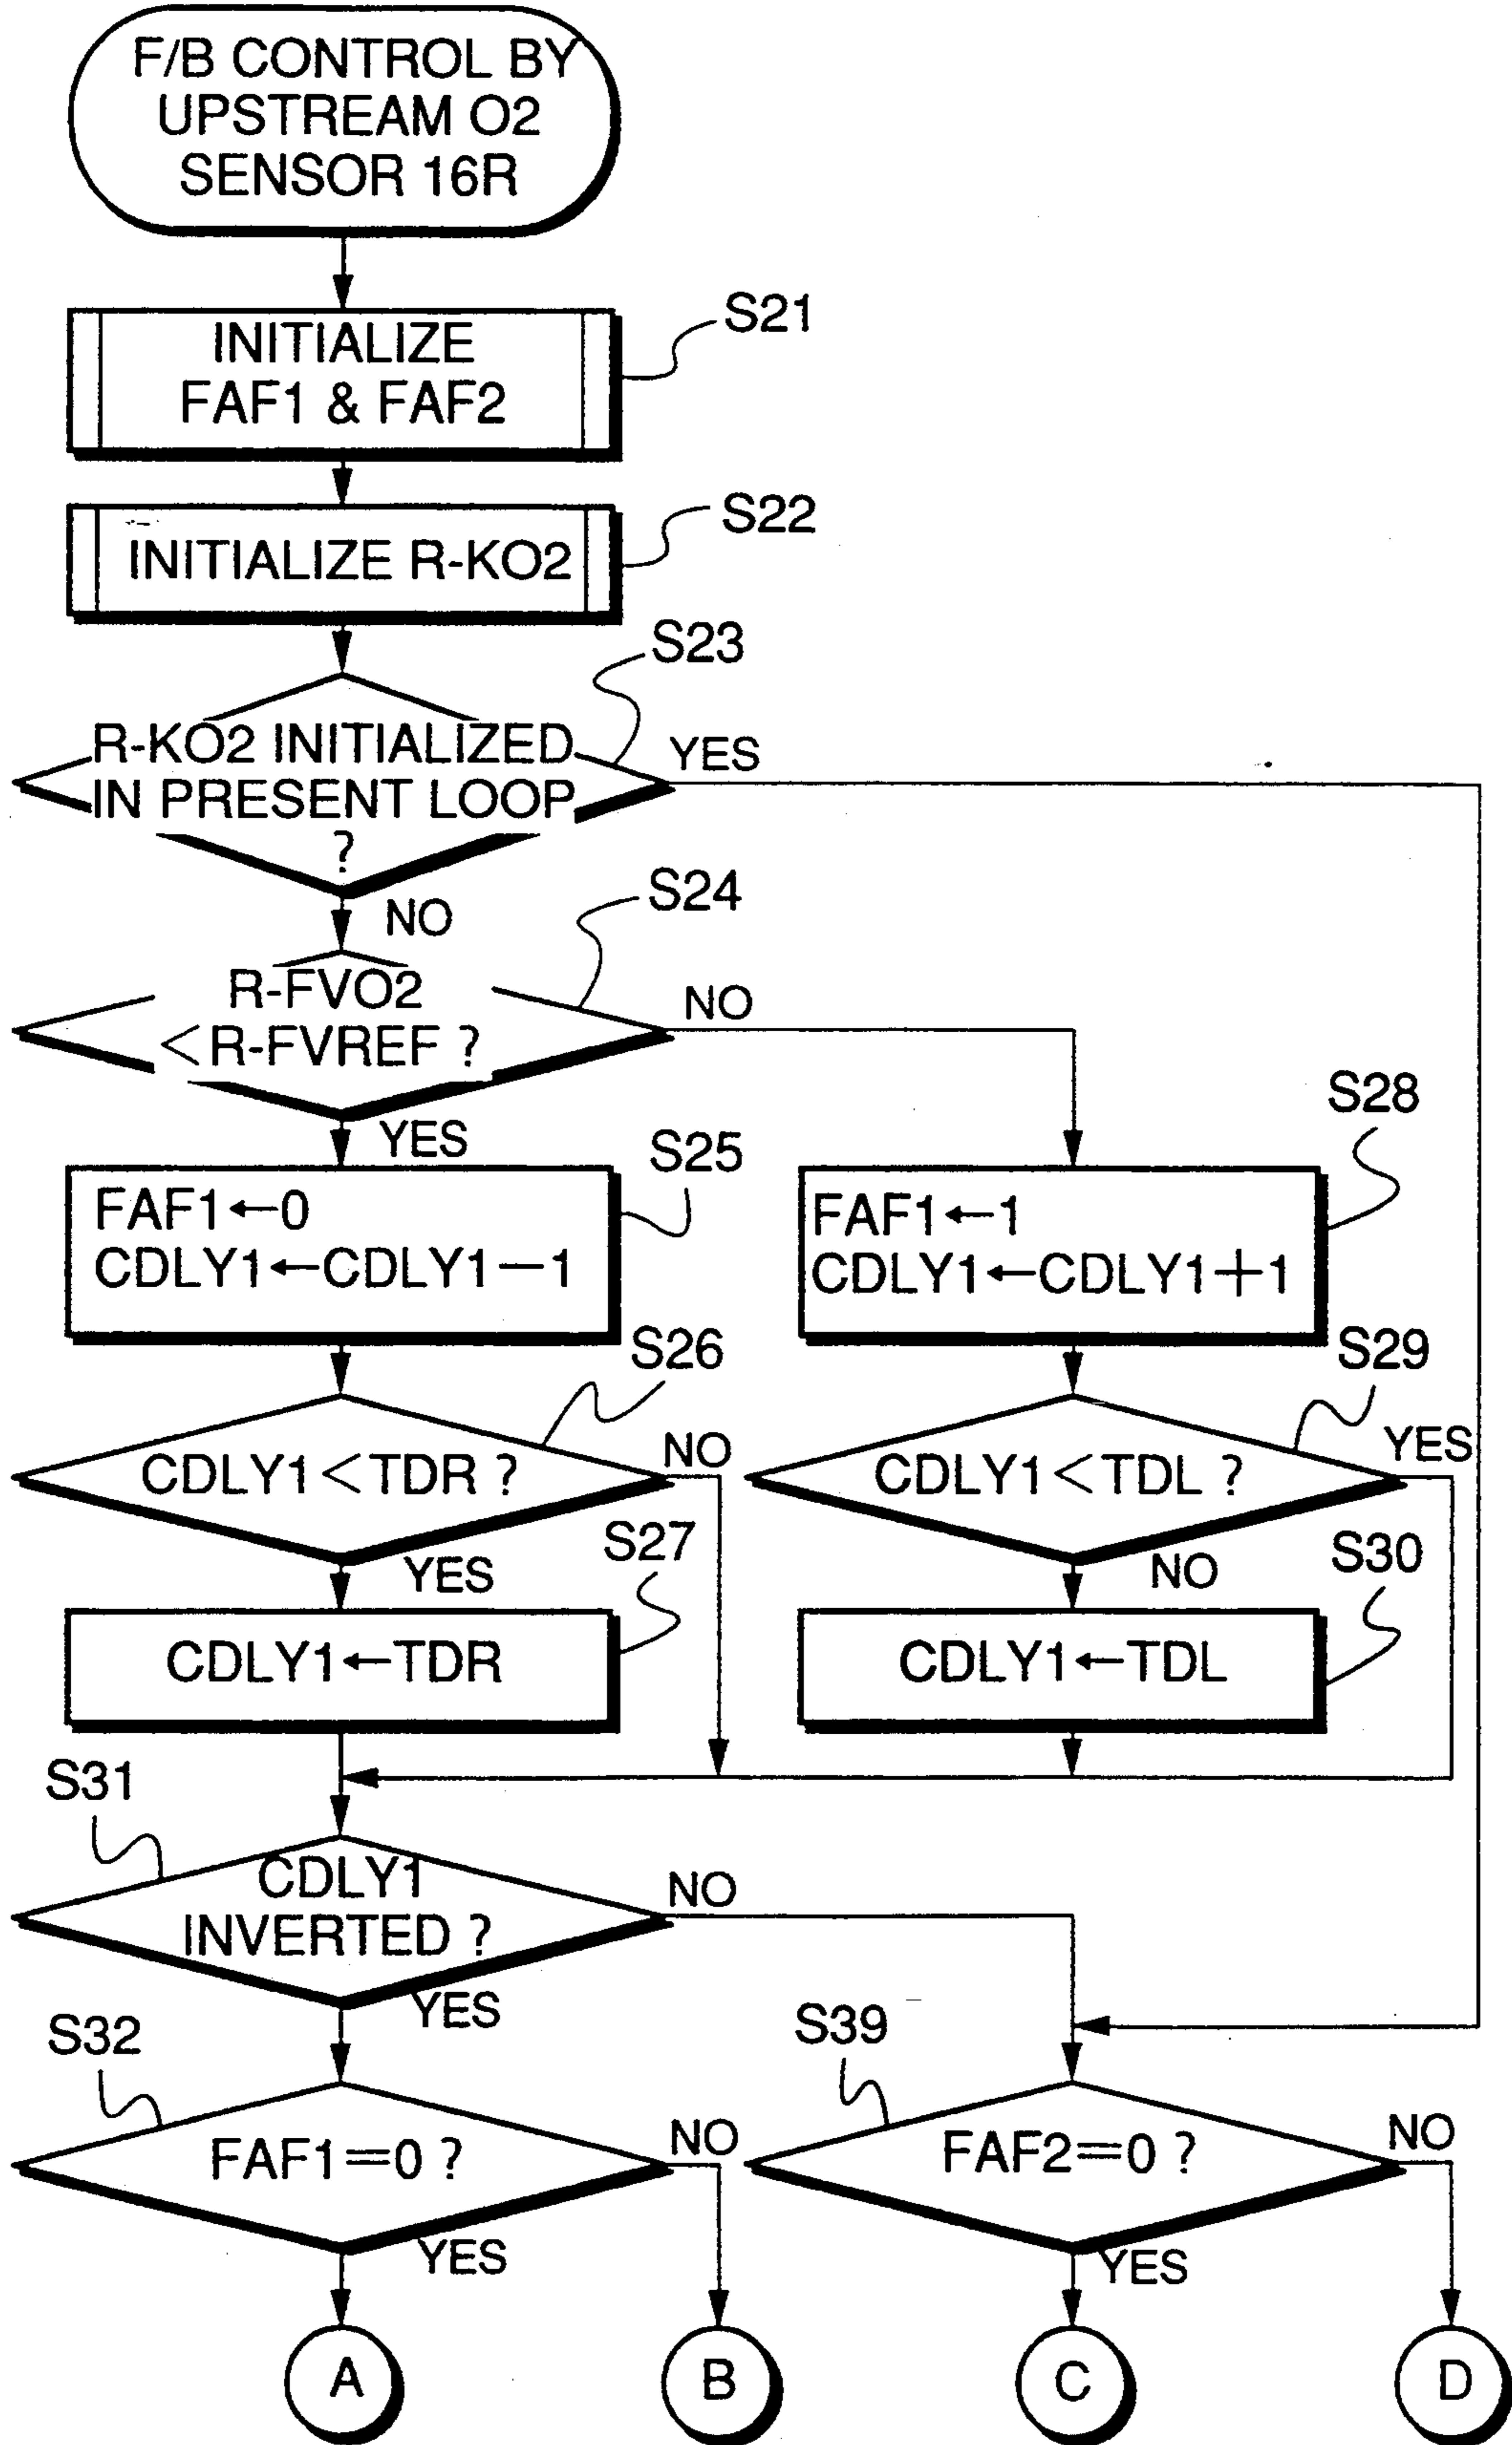 F/B CONTROL BY
UPSTREAM O2
SENSOR 16R
S21
INITIALIZE
FAF1 & FAF2
S22
INITIALIZE R-KO2
S23
R-KO2 INITIALIZED
IN PRESENT LOOP
?
YES
NO
S24
R-FVO2
<R-FVREF ?
NO
YES
S25
FAF1←0
CDLY1←CDLY1−1
S28
FAF1←1
CDLY1←CDLY1+1
S26
CDLY1<TDR ?
NO
YES
S29
CDLY1<TDL ?
YES
NO
S27
CDLY1←TDR
S30
CDLY1←TDL
S31
CDLY1
INVERTED ?
NO
YES
S32
FAF1=0 ?
NO
YES
S39
FAF2=0 ?
NO
YES
A
B
C
D